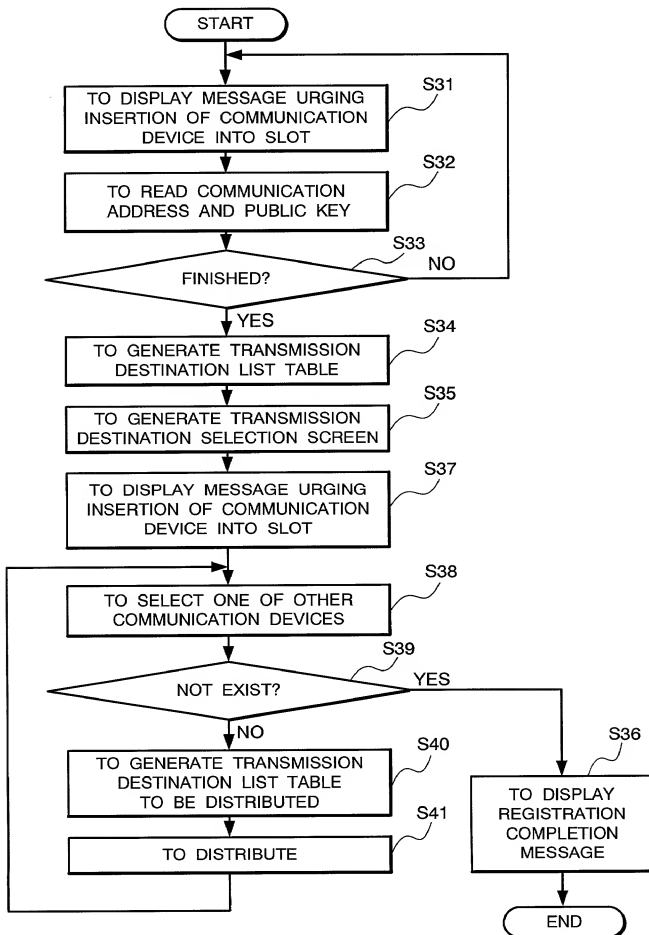 START
S31
TO DISPLAY MESSAGE URGING
INSERTION OF COMMUNICATION
DEVICE INTO SLOT
S32
TO READ COMMUNICATION
ADDRESS AND PUBLIC KEY
S33
FINISHED?
NO
YES
S34
TO GENERATE TRANSMISSION
DESTINATION LIST TABLE
S35
TO GENERATE TRANSMISSION
DESTINATION SELECTION SCREEN
S37
TO DISPLAY MESSAGE URGING
INSERTION OF COMMUNICATION
DEVICE INTO SLOT
S38
TO SELECT ONE OF OTHER
COMMUNICATION DEVICES
S39
NOT EXIST?
YES
NO
S40
TO GENERATE TRANSMISSION
DESTINATION LIST TABLE
TO BE DISTRIBUTED
S41
TO DISTRIBUTE
S36
TO DISPLAY
REGISTRATION
COMPLETION
MESSAGE
END